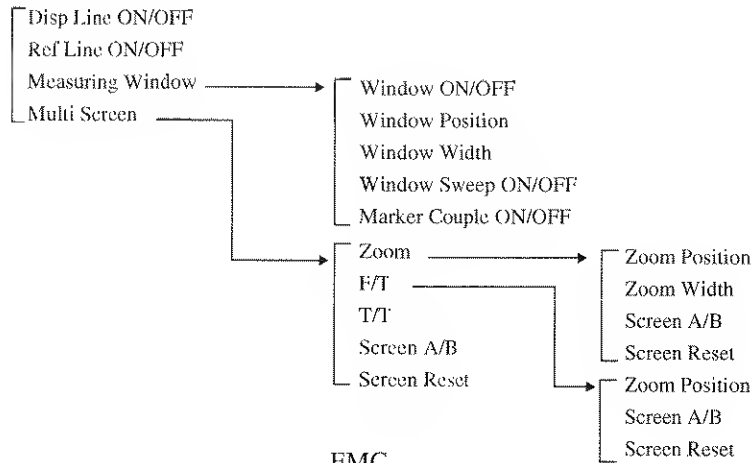 Disp Line ON/OFF
Ref Line ON/OFF
Measuring Window
Multi Screen
Window ON/OFF
Window Position
Window Width
Window Sweep ON/OFF
Marker Couple ON/OFF
Zoom
F/T
T/T
Screen A/B
Screen Reset
Zoom Position
Zoom Width
Screen A/B
Screen Reset
Zoom Position
Screen A/B
Screen Reset
EMC